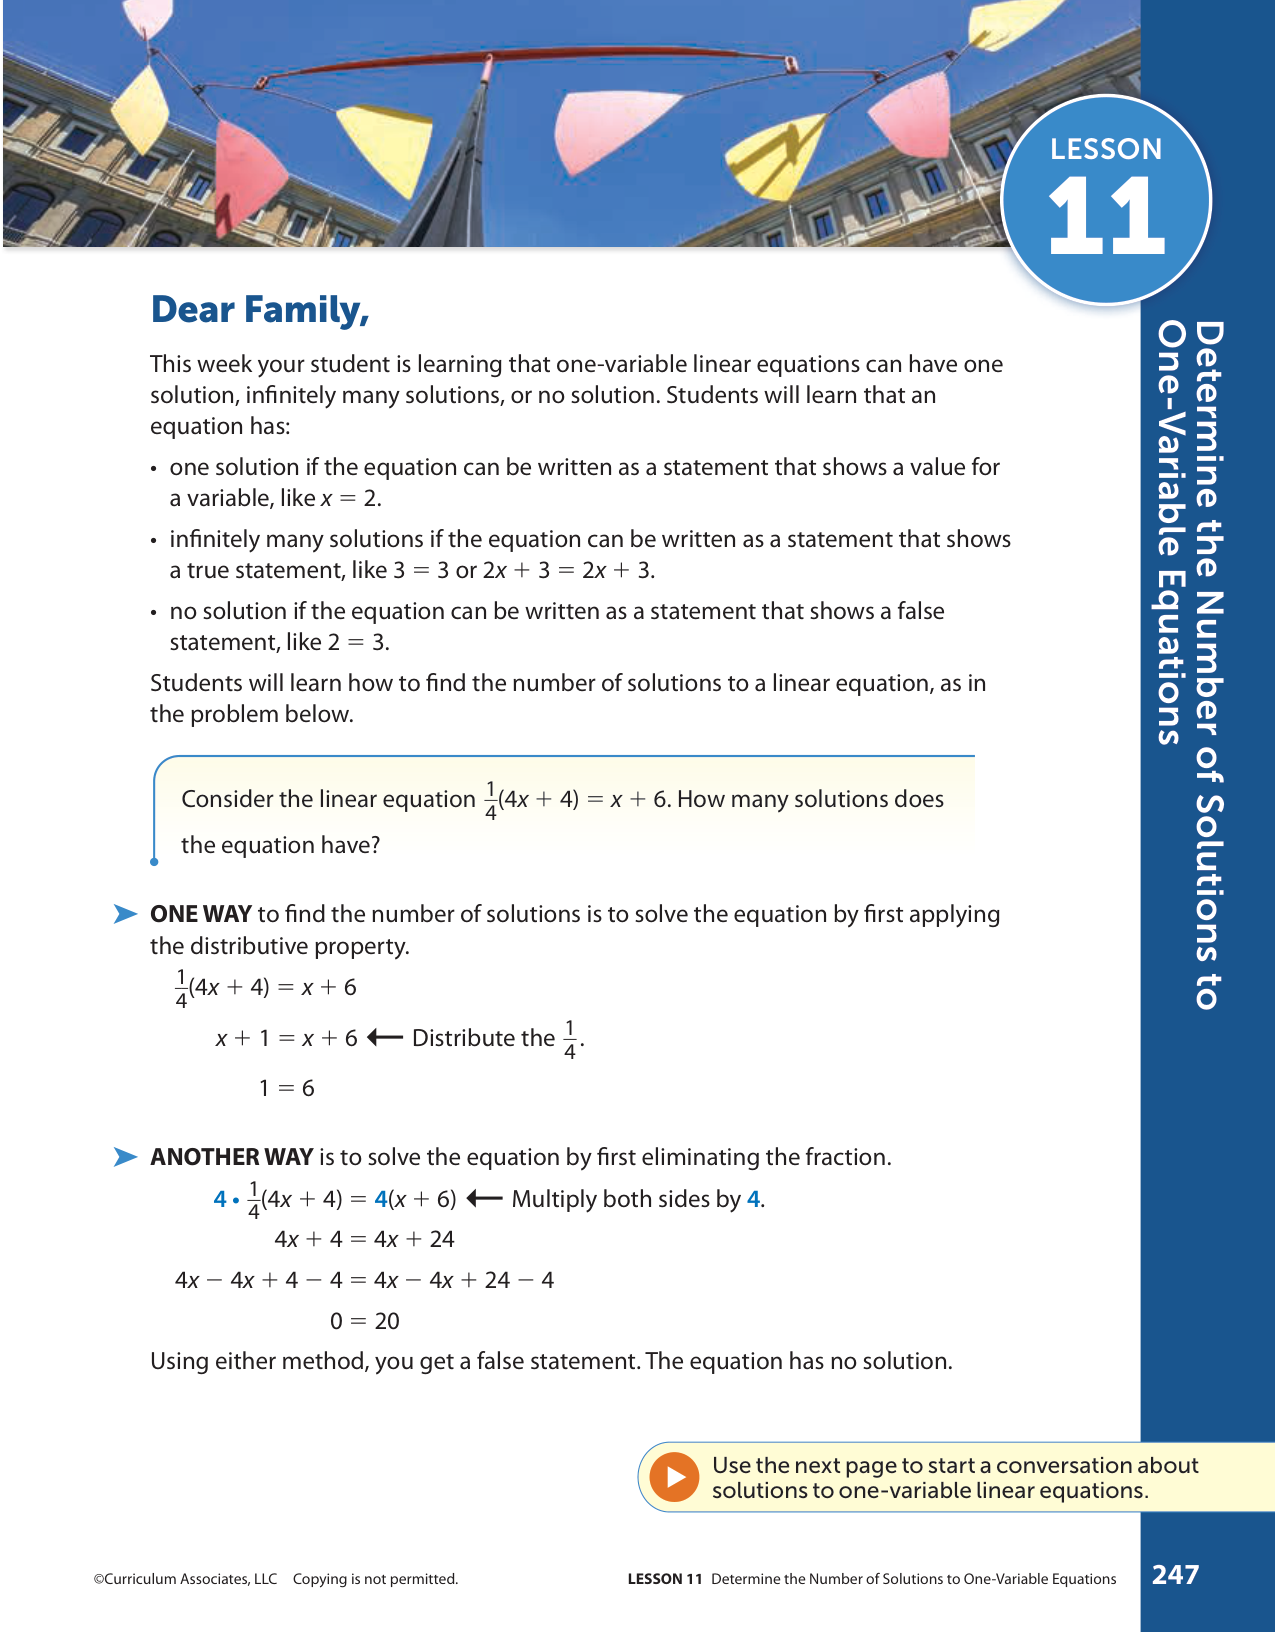 LESSON
11
Determine the Number of Solutions to
One-Variable Equations
Dear Family,
This week your student is learning that one-variable linear equations can have one
solution, infinitely many solutions, or no solution. Students will learn that an
equation has:
• one solution if the equation can be written as a statement that shows a value for
a variable, like x = 2.
• infinitely many solutions if the equation can be written as a statement that shows
a true statement, like 3 = 3 or 2x + 3 = 2x + 3.
• no solution if the equation can be written as a statement that shows a false
statement, like 2 = 3.
Students will learn how to find the number of solutions to a linear equation, as in
the problem below.
Consider the linear equation 1/4(4x + 4) = x + 6. How many solutions does
the equation have?
➤ ONE WAY to find the number of solutions is to solve the equation by first applying
the distributive property.
1/4(4x + 4) = x + 6
x + 1 = x + 6 ← Distribute the 1/4.
1 = 6
➤ ANOTHER WAY is to solve the equation by first eliminating the fraction.
4 • 1/4(4x + 4) = 4(x + 6) ← Multiply both sides by 4.
4x + 4 = 4x + 24
4x − 4x + 4 − 4 = 4x − 4x + 24 − 4
0 = 20
Using either method, you get a false statement. The equation has no solution.
Use the next page to start a conversation about
solutions to one-variable linear equations.
©Curriculum Associates, LLC Copying is not permitted.
LESSON 11 Determine the Number of Solutions to One-Variable Equations
247